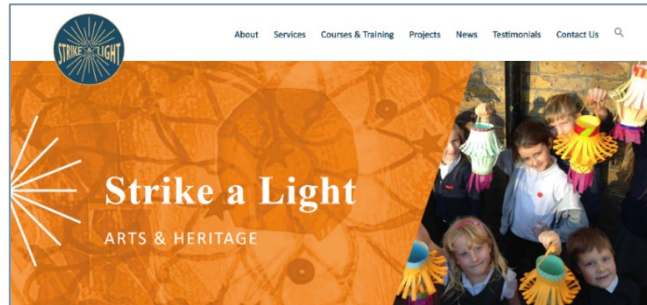 STRIKE A LIGHT
About Services Courses & Training Projects News Testimonials Contact Us
Strike a Light
ARTS & HERITAGE